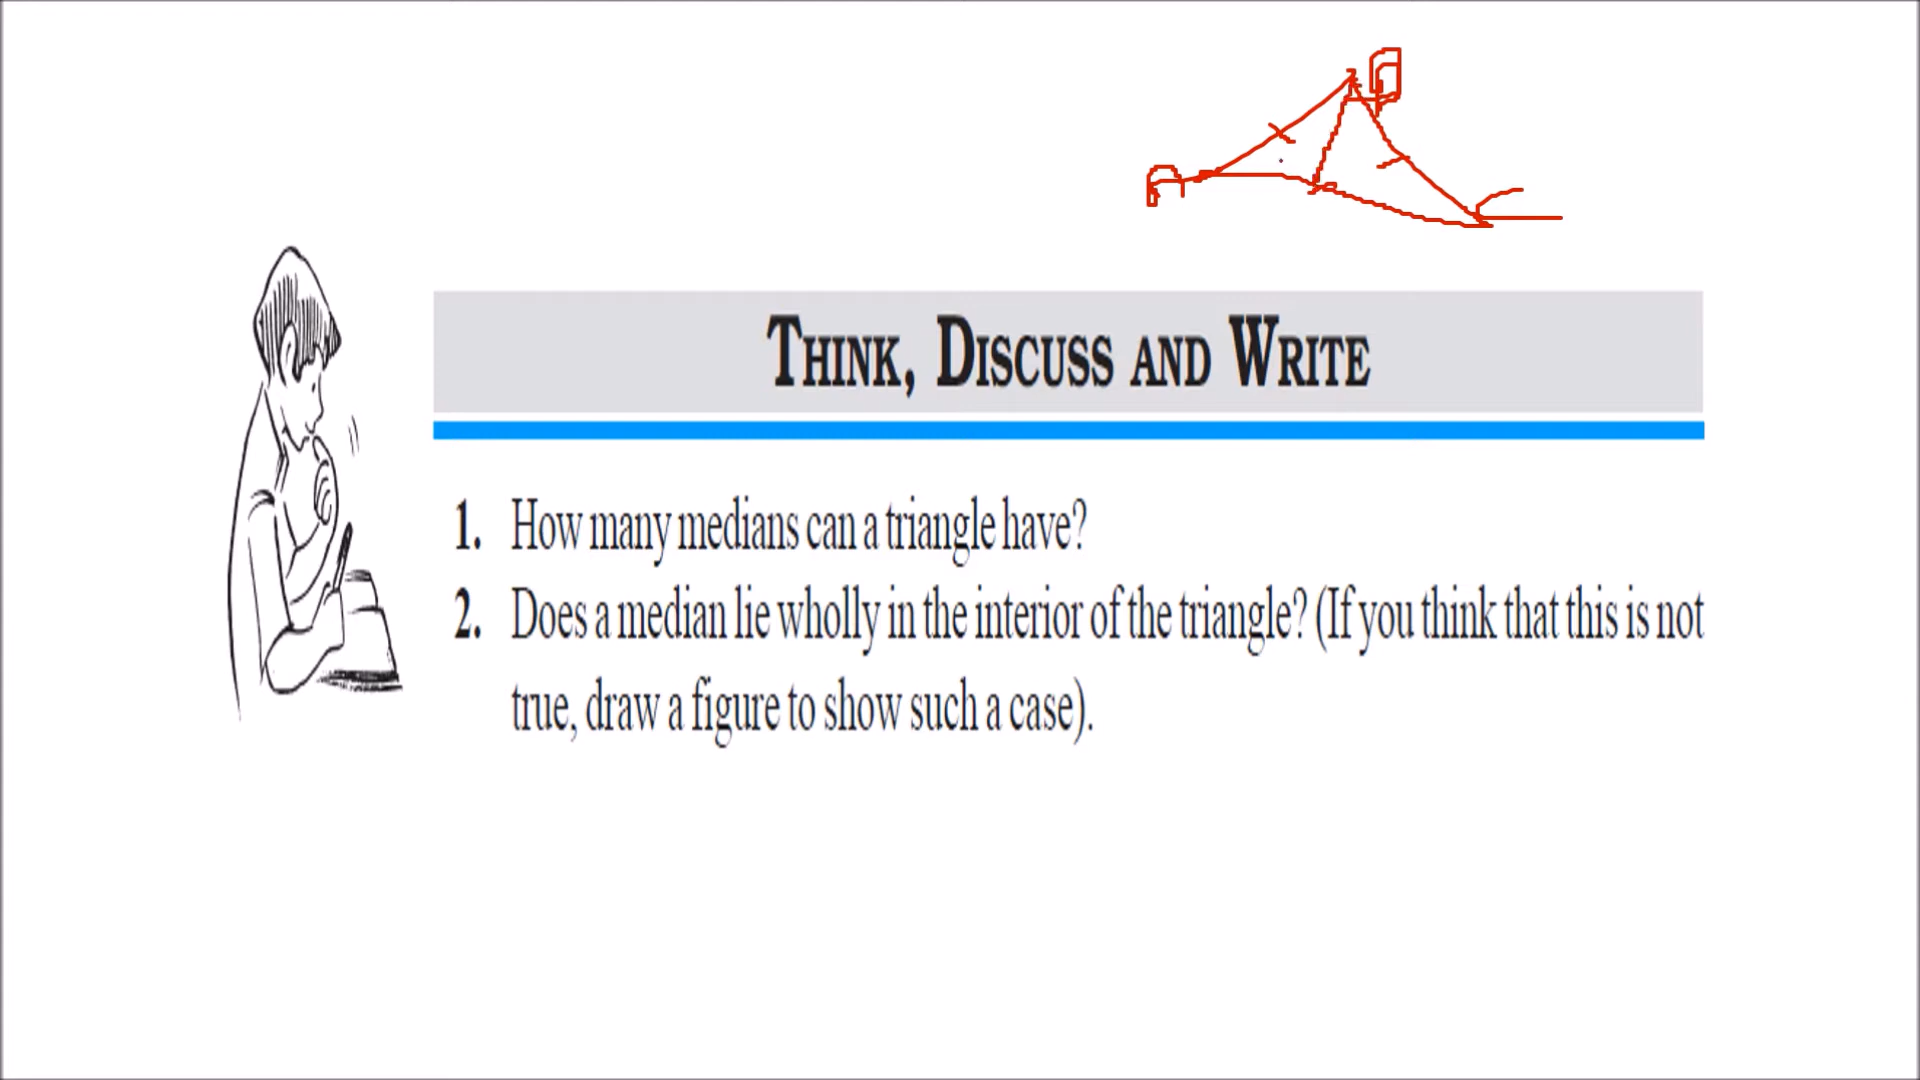 THINK, DISCUSS AND WRITE
1. How many medians can a triangle have?
2. Does a median lie wholly in the interior of the triangle? (If you think that this is not
true, draw a figure to show such a case).